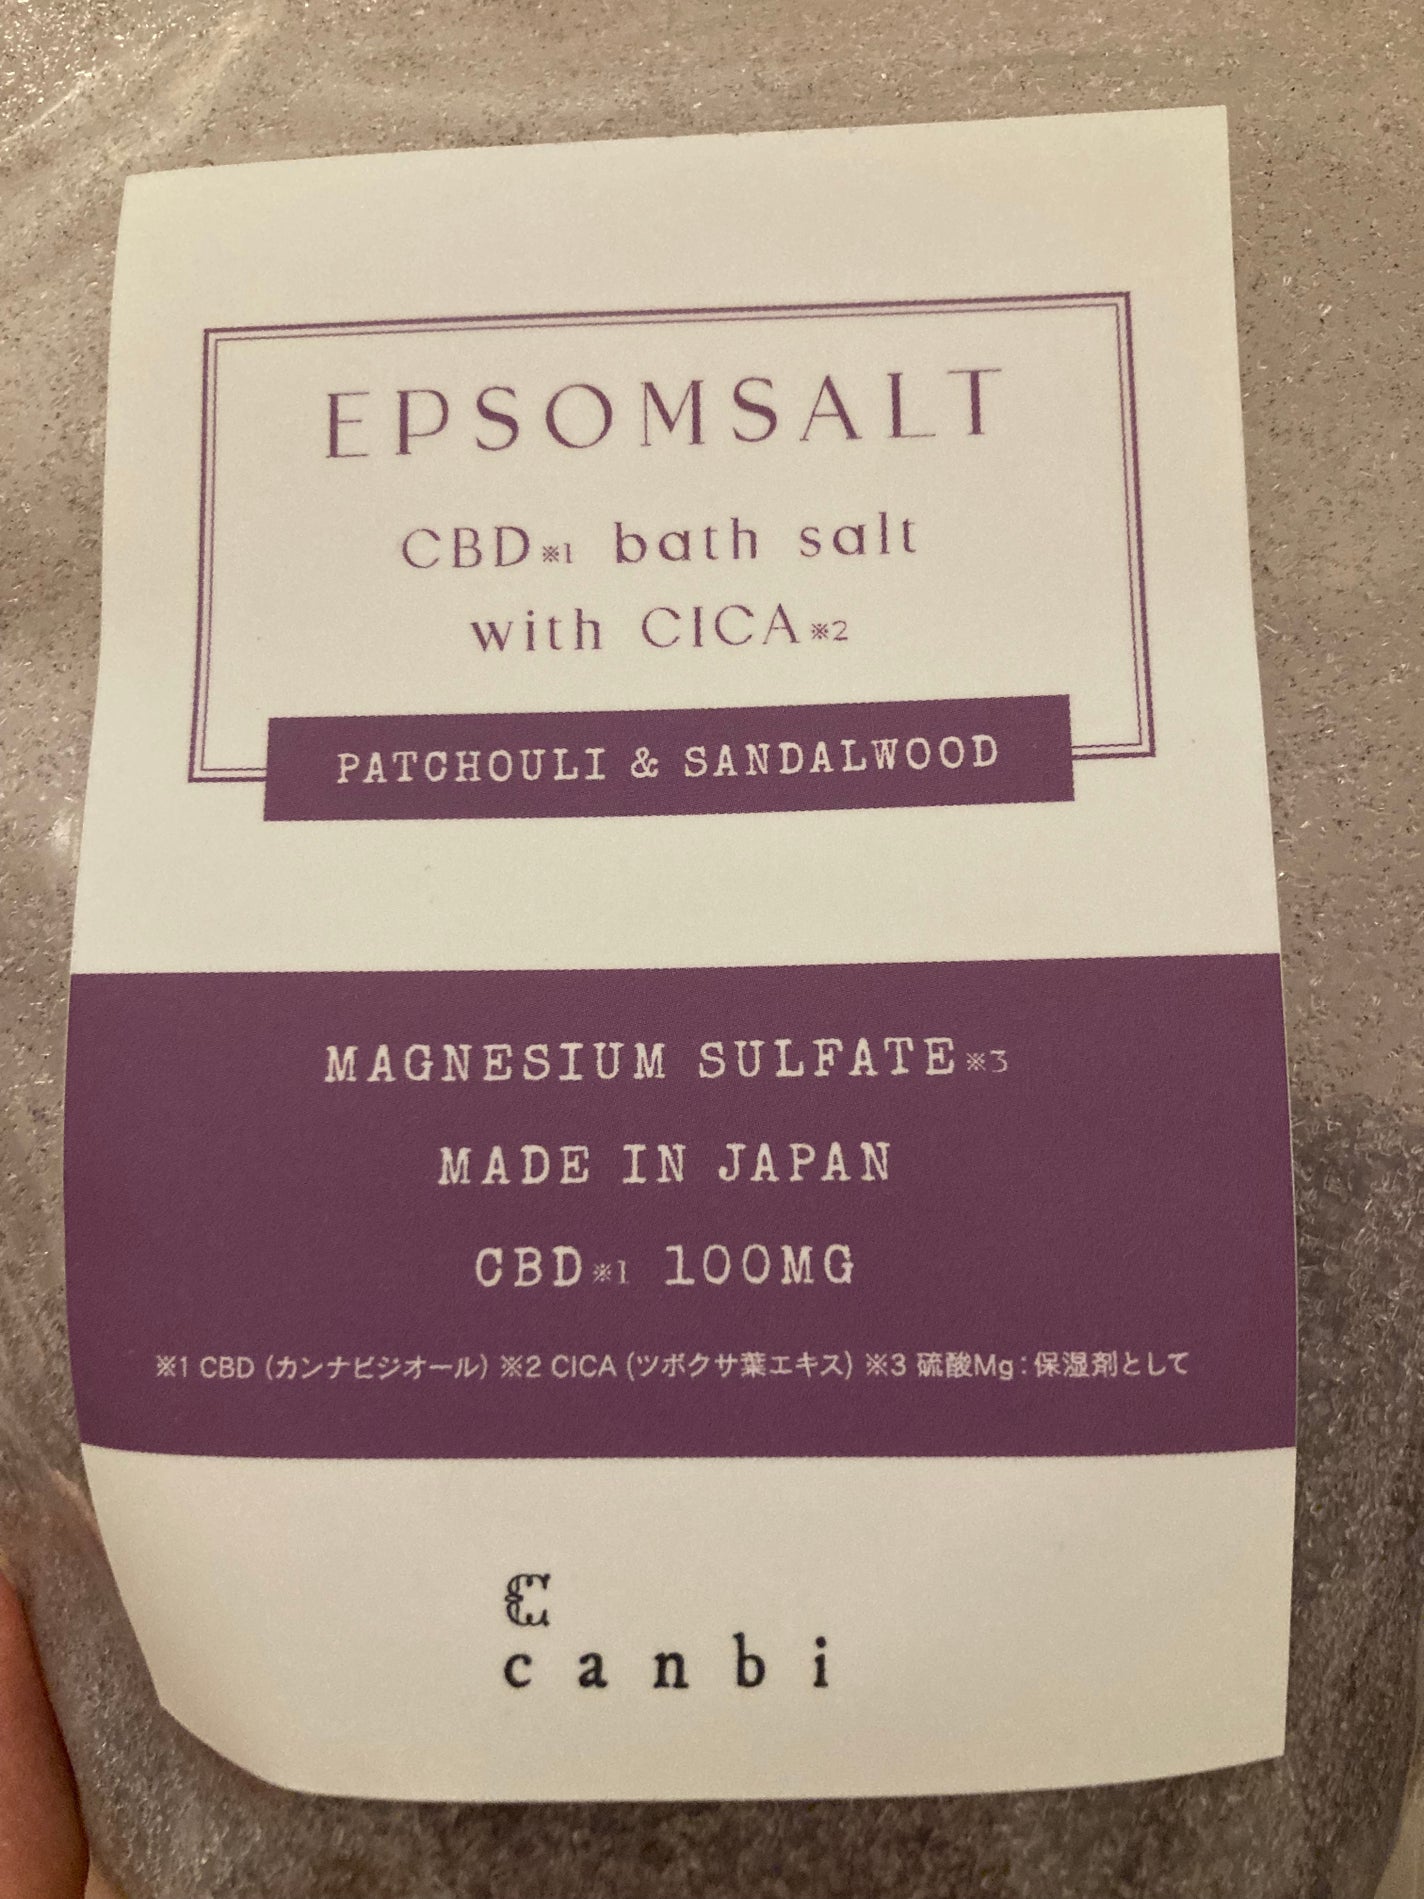 EPSOMSALT
CBD※1 bath salt
with CICA※2
PATCHOULI & SANDALWOOD
MAGNESIUM SULFATE※3
MADE IN JAPAN
CBD※1 100MG
※1 CBD (カンナビジオール) ※2 CICA (ツボクサ葉エキス) ※3 硫酸Mg：保湿剤として
canbi